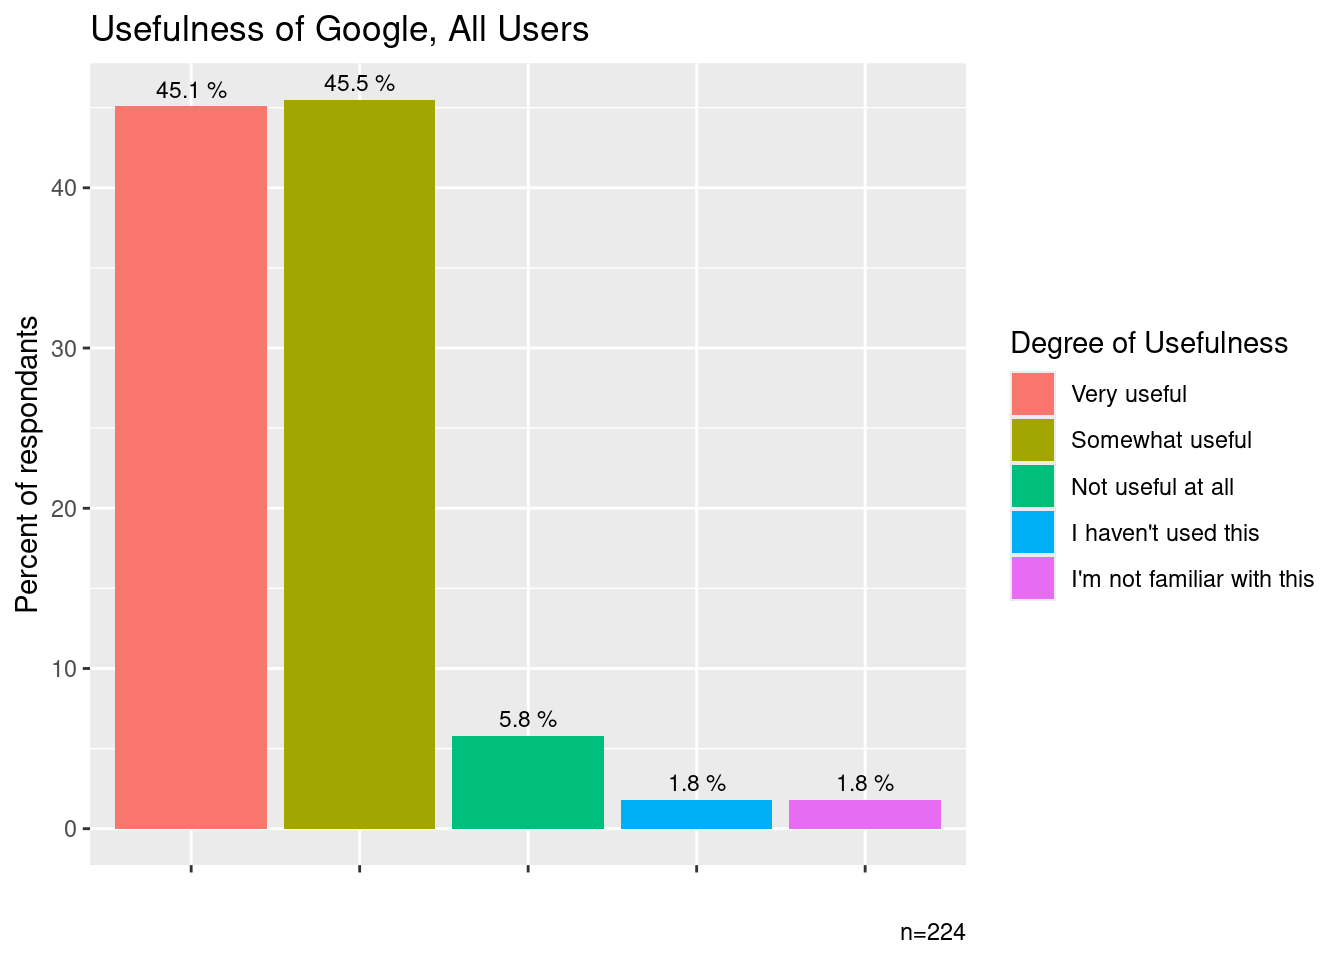 Usefulness of Google, All Users
45.1 %
45.5 %
5.8 %
1.8 %
1.8 %
40
30
20
10
0
Percent of respondants
Degree of Usefulness
Very useful
Somewhat useful
Not useful at all
I haven't used this
I'm not familiar with this
n=224